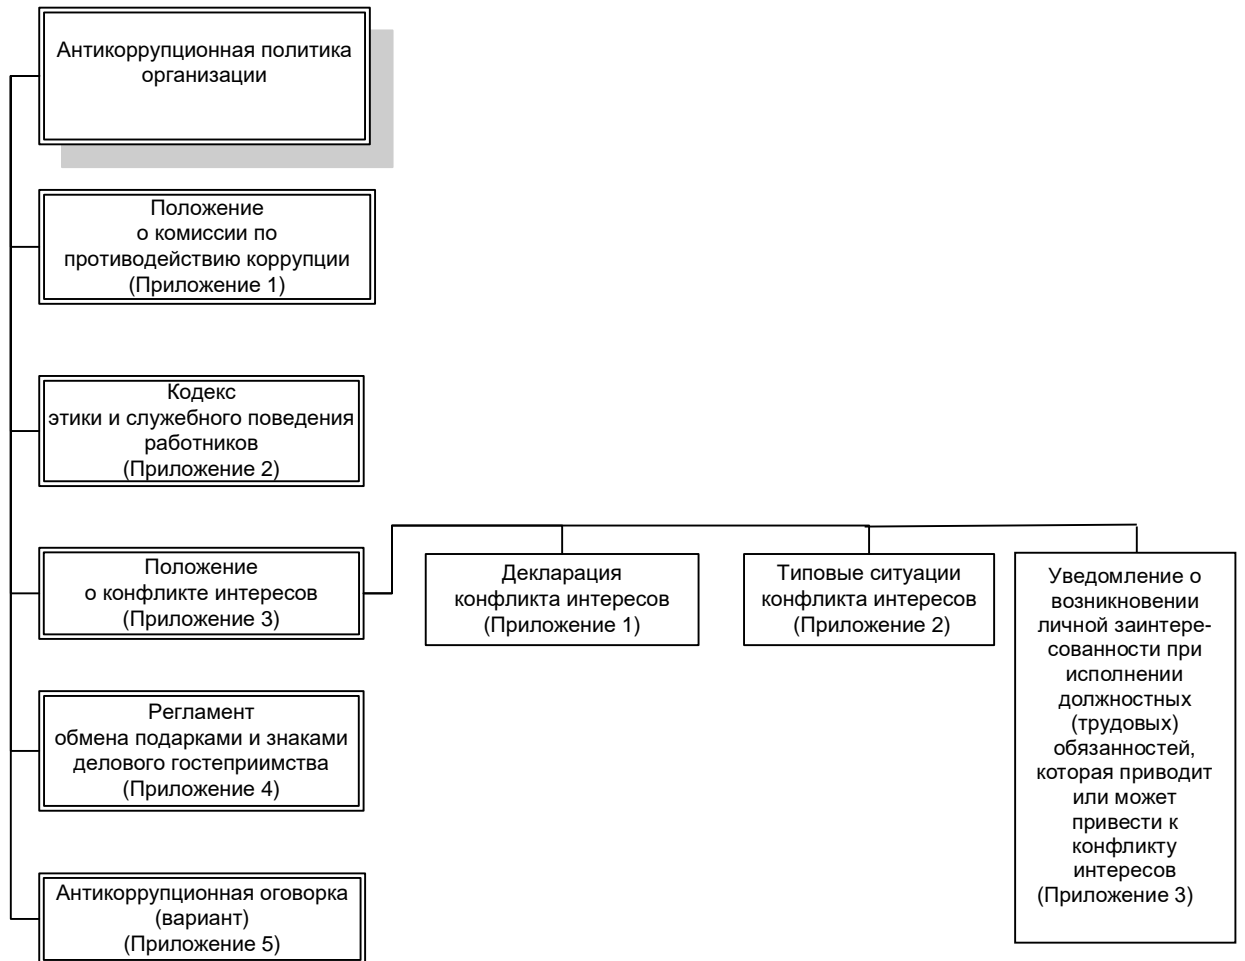 Антикоррупционная политика
организации
Положение
о комиссии по
противодействию коррупции
(Приложение 1)
Кодекс
этики и служебного поведения
работников
(Приложение 2)
Положение
о конфликте интересов
(Приложение 3)
Декларация
конфликта интересов
(Приложение 1)
Типовые ситуации
конфликта интересов
(Приложение 2)
Уведомление о
возникновении
личной заинтере-
сованности при
исполнении
должностных
(трудовых)
обязанностей,
которая приводит
или может
привести к
конфликту
интересов
(Приложение 3)
Регламент
обмена подарками и знаками
делового гостеприимства
(Приложение 4)
Антикоррупционная оговорка
(вариант)
(Приложение 5)